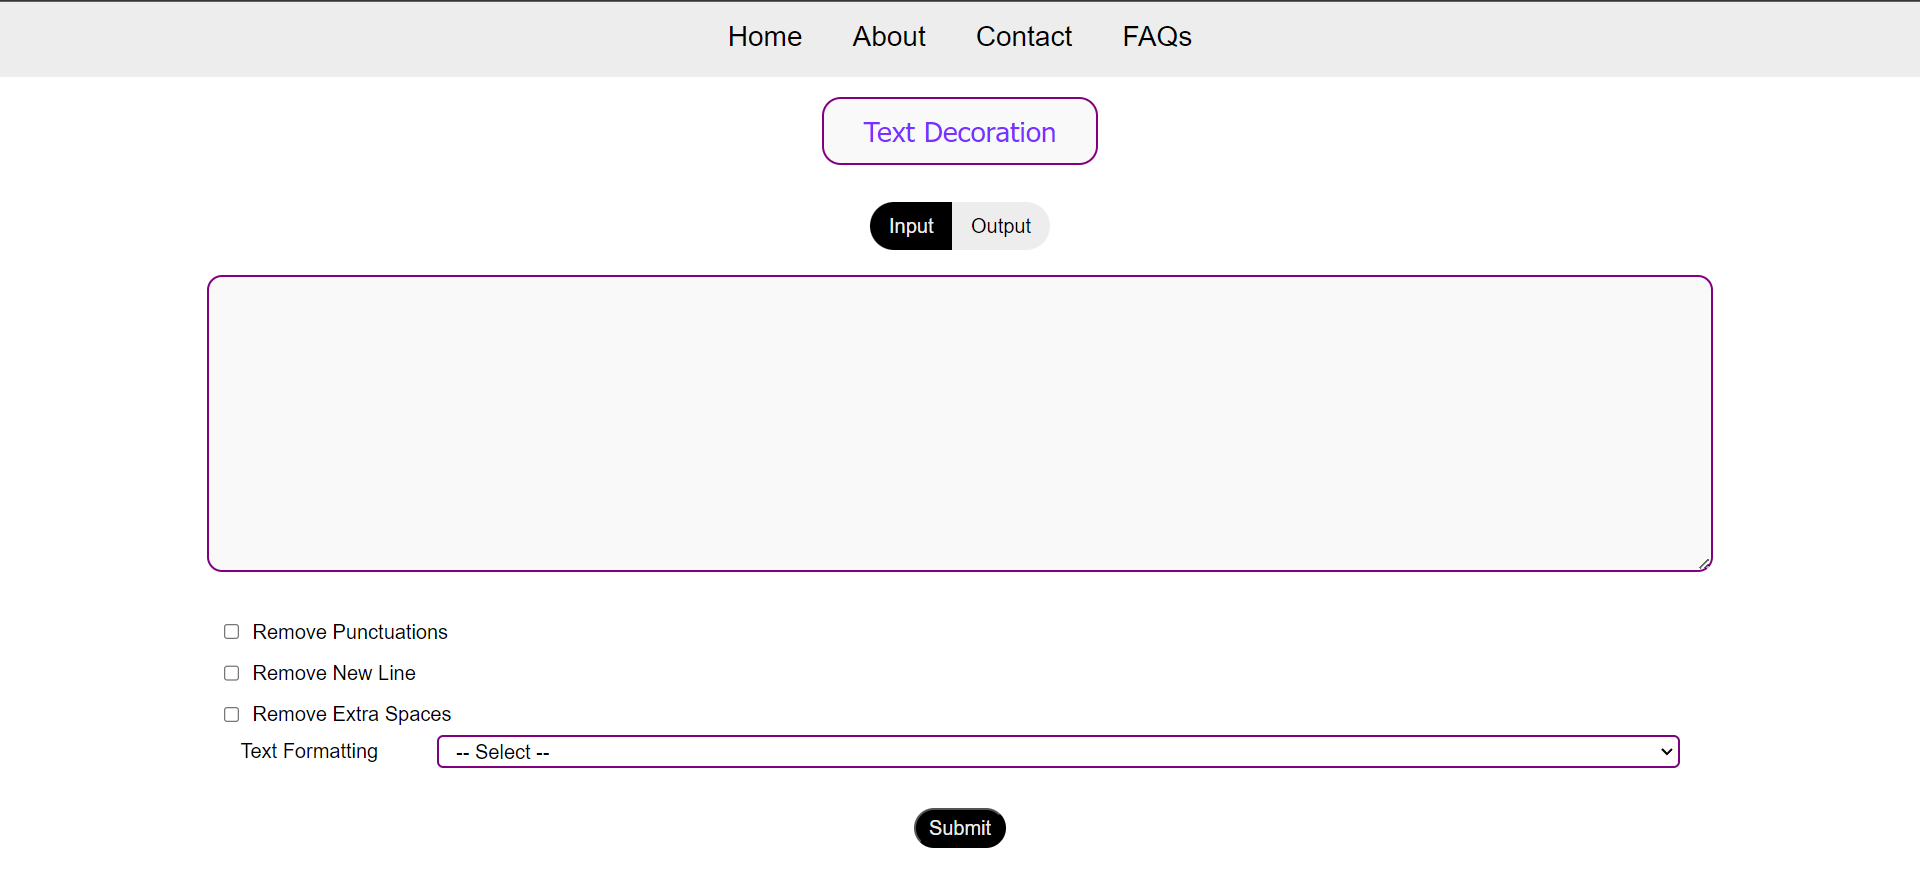 Home About Contact FAQs
Text Decoration
Input Output
Remove Punctuations
Remove New Line
Remove Extra Spaces
Text Formatting -- Select --
Submit